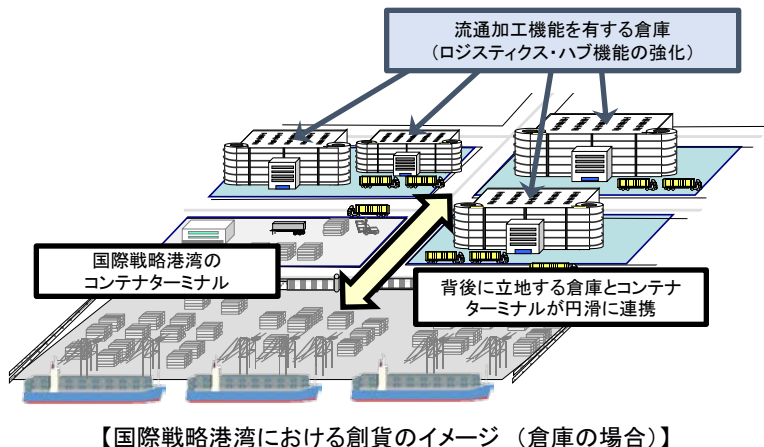 流通加工機能を有する倉庫
（ロジスティクス・ハブ機能の強化）
国際戦略港湾の
コンテナターミナル
背後に立地する倉庫とコンテナ
ターミナルが円滑に連携
【国際戦略港湾における創貨のイメージ （倉庫の場合）】